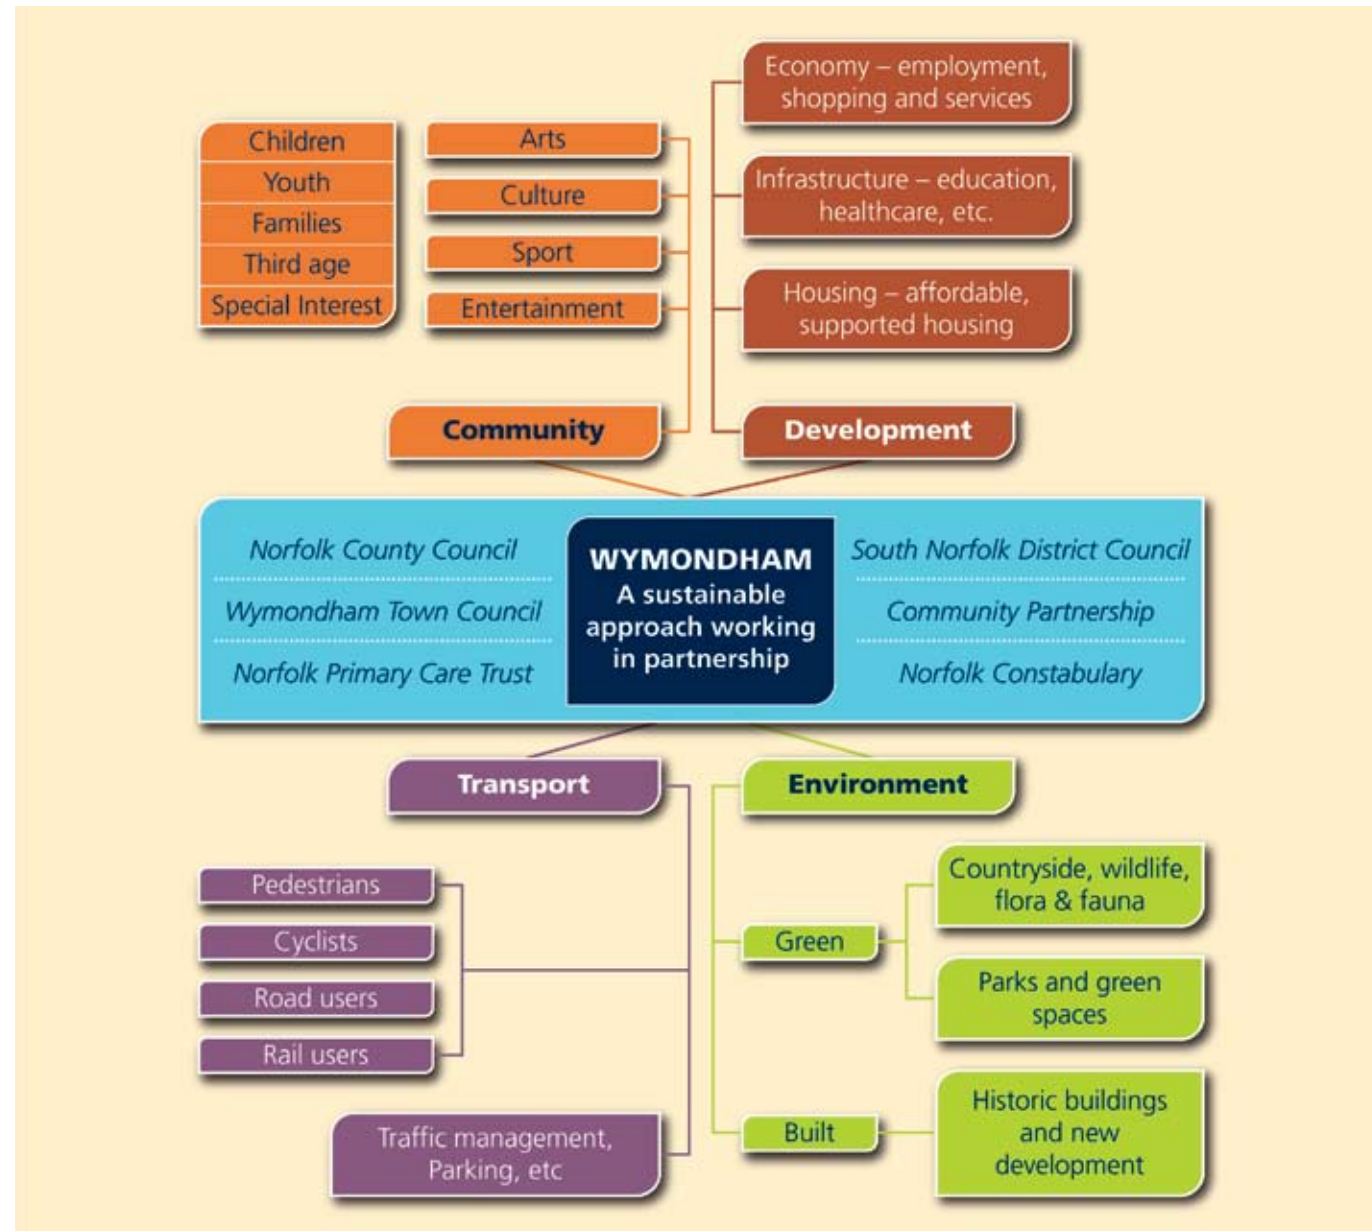 Children
Youth
Families
Third age
Special Interest
Arts
Culture
Sport
Entertainment
Economy – employment,
shopping and services
Infrastructure – education,
healthcare, etc.
Housing – affordable,
supported housing
Community
Development
Norfolk County Council
Wymondham Town Council
Norfolk Primary Care Trust
WYMONDHAM
A sustainable
approach working
in partnership
South Norfolk District Council
Community Partnership
Norfolk Constabulary
Transport
Environment
Pedestrians
Cyclists
Road users
Rail users
Traffic management,
Parking, etc
Green
Countryside, wildlife,
flora & fauna
Parks and green
spaces
Built
Historic buildings
and new
development